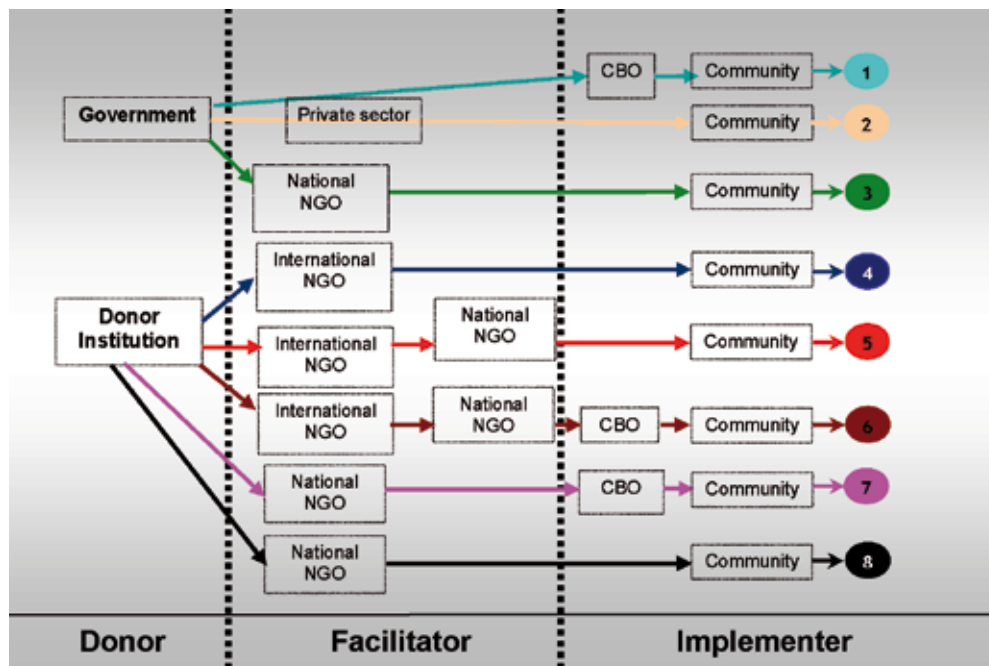 CBO
Community
1
Government
Private sector
Community
2
National
NGO
Community
3
International
NGO
Community
4
Donor
Institution
International
NGO
National
NGO
Community
5
International
NGO
National
NGO
CBO
Community
6
National
NGO
CBO
Community
7
National
NGO
Community
8
Donor
Facilitator
Implementer